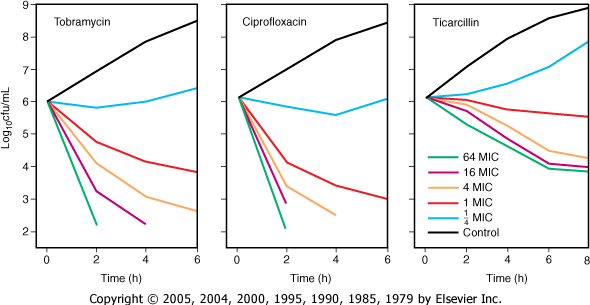 Tobramycin
Ciprofloxacin
Ticarcillin
Log10cfu/mL
9
8
7
6
5
4
3
2
64 MIC
16 MIC
4 MIC
1 MIC
1/4 MIC
Control
0 2 4 6
0 2 4 6
0 2 4 6 8
Time (h)
Time (h)
Time (h)
Copyright © 2005, 2004, 2000, 1995, 1990, 1985, 1979 by Elsevier Inc.